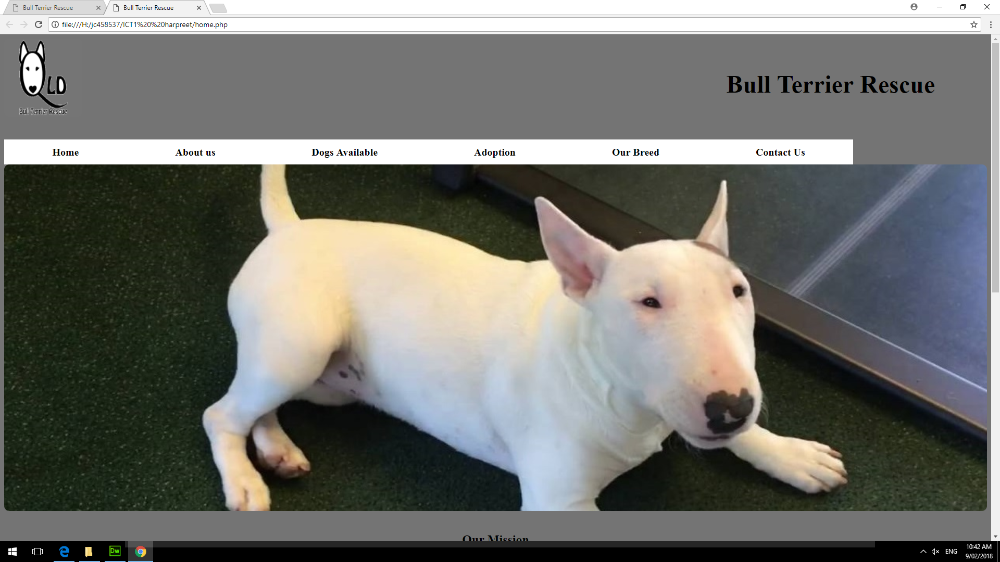 Bull Terrier Rescue
Bull Terrier Rescue
file:///H:/jc458537/ICT1%20%20harpreet/home.php
QLD
Bull Terrier Rescue
Bull Terrier Rescue
Home About us Dogs Available Adoption Our Breed Contact Us
Our Mission
Dw
ENG
10:42 AM
9/02/2018